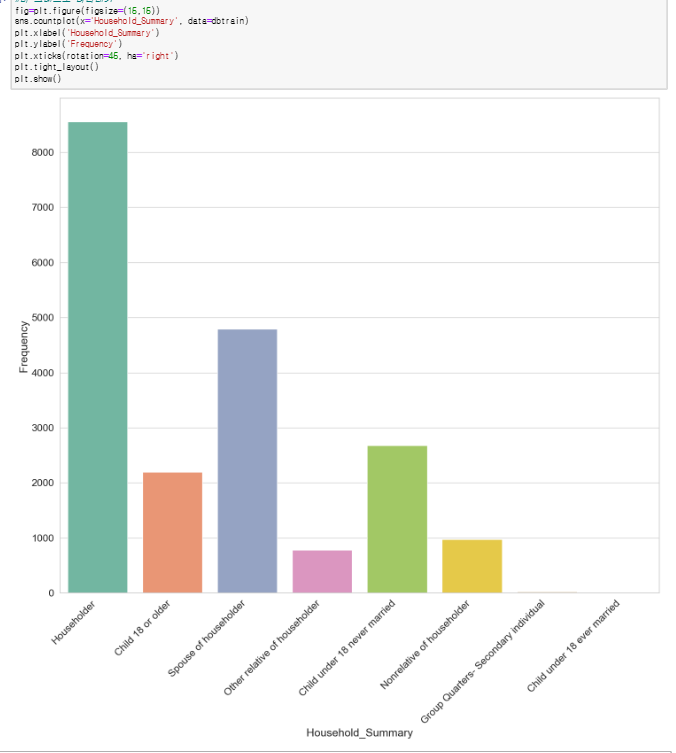 fig=plt.figure(figsize=(15,15))
sns.countplot(x='Household_Summary', data=dbtrain)
plt.xlabel('Household_Summary')
plt.ylabel('Frequency')
plt.xticks(rotation=45, ha='right')
plt.tight_layout()
plt.show()
8000
7000
6000
5000
4000
3000
2000
1000
0
Frequency
Householder
Child 18 or older
Spouse of householder
Other relative of householder
Child under 18 never married
Nonrelative of householder
Group Quarters- Secondary individual
Child under 18 ever married
Household_Summary